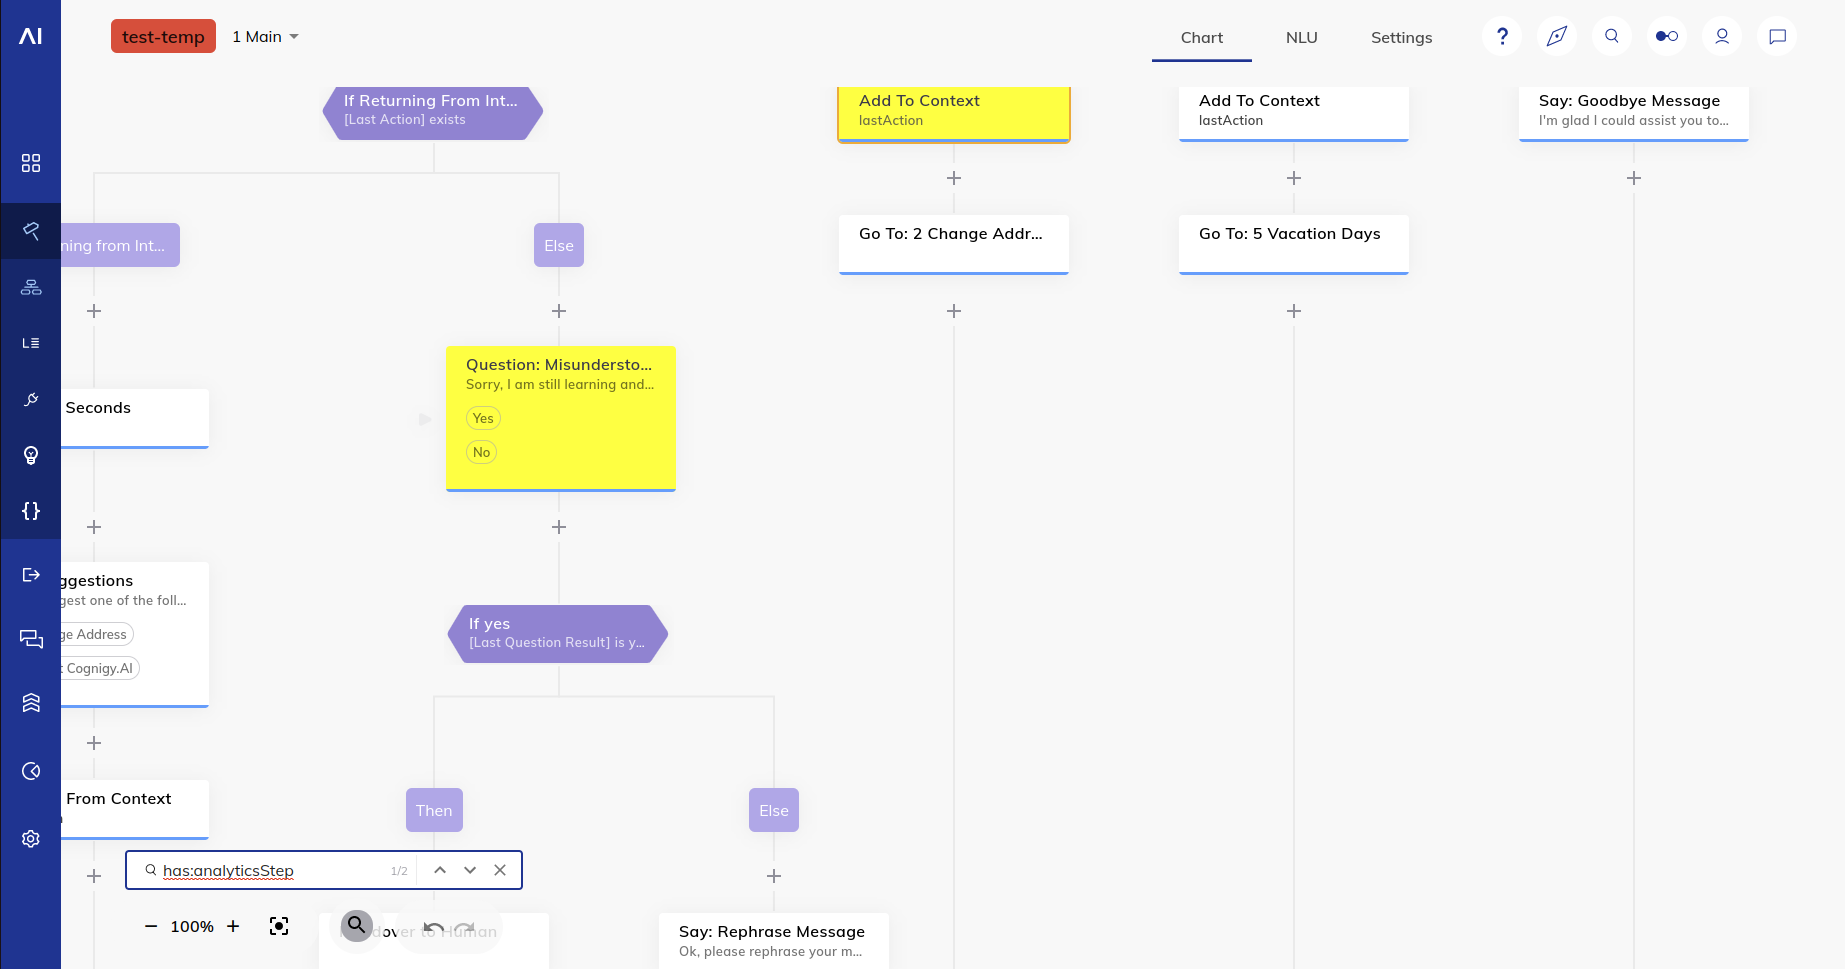 AI
test-temp
1 Main
Chart
NLU
Settings
?
If Returning From Int...
[Last Action] exists
Add To Context
lastAction
Add To Context
lastAction
Say: Goodbye Message
I'm glad I could assist you to...
ning from Int...
Else
Go To: 2 Change Addr...
Go To: 5 Vacation Days
Question: Misundersto...
Sorry, I am still learning and...
Yes
No
Seconds
ggestions
gest one of the foll...
ge Address
t Cognigy.AI
If yes
[Last Question Result] is y...
From Context
Then
Else
has:analyticsStep
1/2
100%
dover to Human
Say: Rephrase Message
Ok, please rephrase your m...